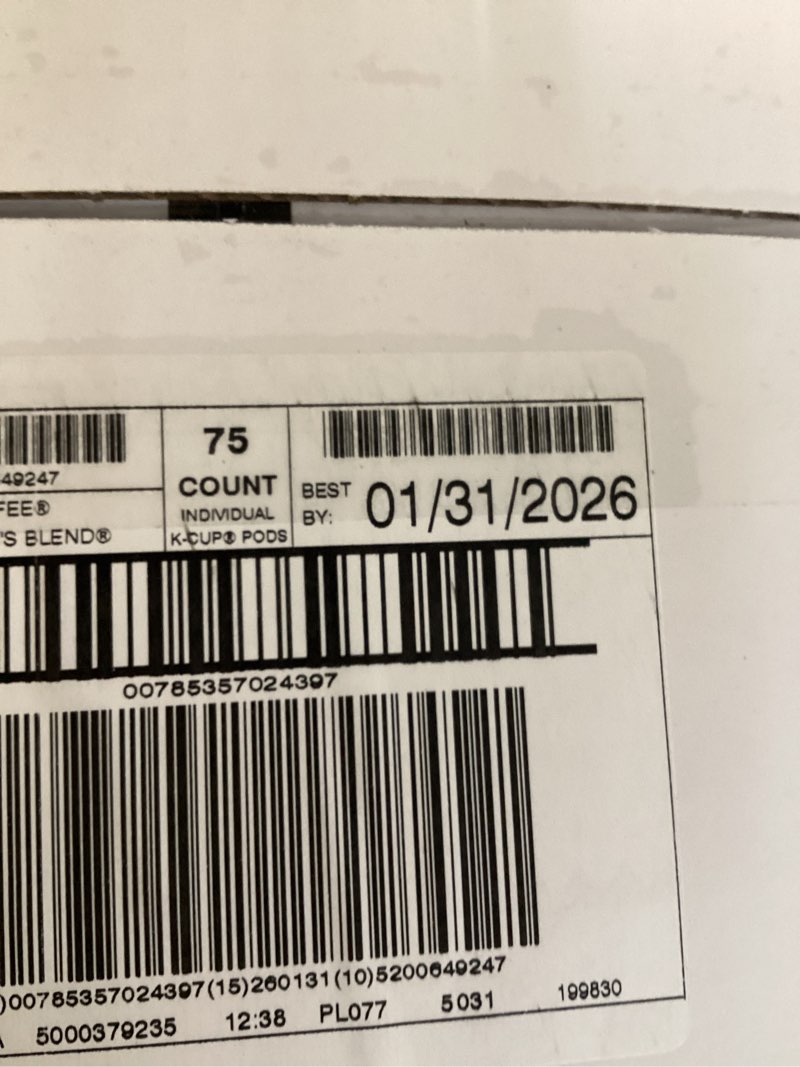 49247
FEE®
'S BLEND®
75
COUNT
INDIVIDUAL
K-CUP® PODS
BEST
BY: 01/31/2026
00785357024397
)00785357024397(15)260131(10)5200649247
5000379235 12:38 PL077 5031 199830